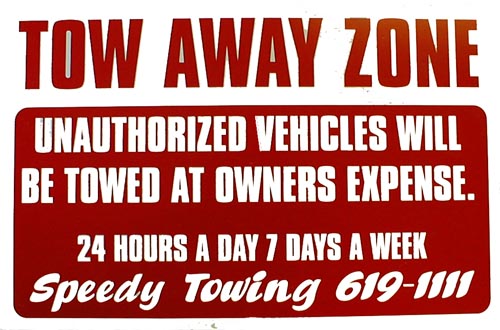 TOW AWAY ZONE
UNAUTHORIZED VEHICLES WILL
BE TOWED AT OWNERS EXPENSE.
24 HOURS A DAY 7 DAYS A WEEK
Speedy Towing 619-1111